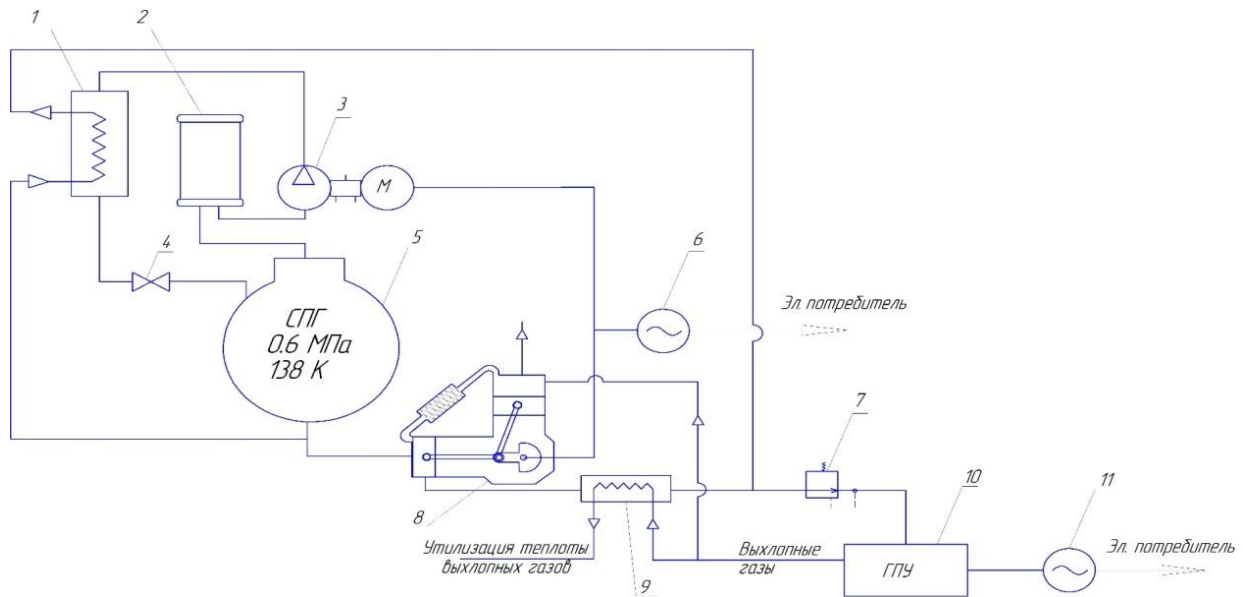 1
2
3
М
4
5
СПГ
0.6 МПа
138 К
6
Эл. потребитель
7
8
9
Утилизация теплоты
выхлопных газов
Выхлопные
газы
10
ГПУ
11
Эл. потребитель